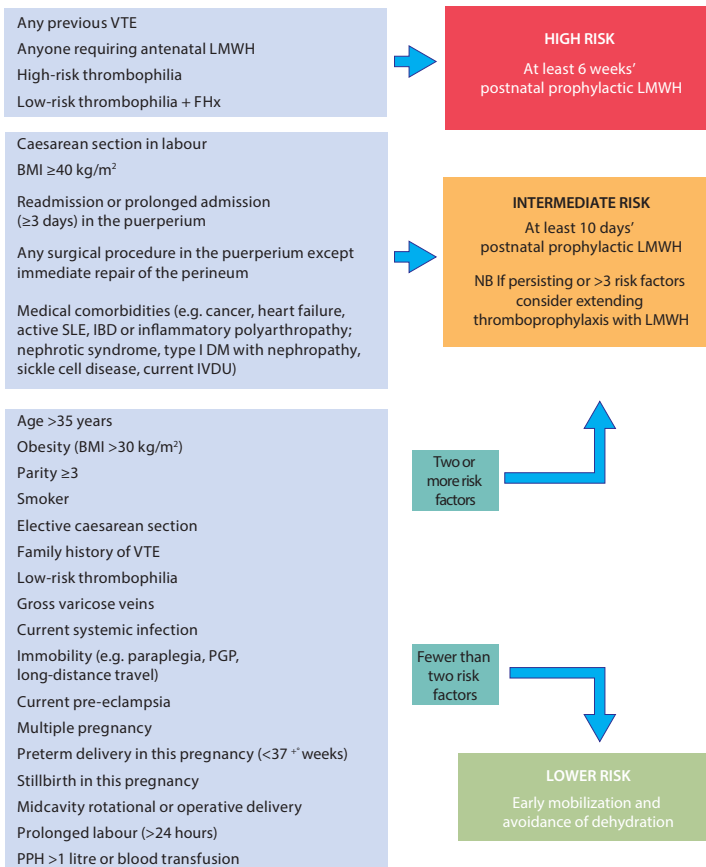 Any previous VTE
Anyone requiring antenatal LMWH
High-risk thrombophilia
Low-risk thrombophilia + FHx
HIGH RISK
At least 6 weeks’
postnatal prophylactic LMWH
Caesarean section in labour
BMI ≥40 kg/m²
Readmission or prolonged admission
(≥3 days) in the puerperium
Any surgical procedure in the puerperium except
immediate repair of the perineum
Medical comorbidities (e.g. cancer, heart failure,
active SLE, IBD or inflammatory polyarthropathy;
nephrotic syndrome, type I DM with nephropathy,
sickle cell disease, current IVDU)
INTERMEDIATE RISK
At least 10 days’
postnatal prophylactic LMWH
NB If persisting or >3 risk factors
consider extending
thromboprophylaxis with LMWH
Age >35 years
Obesity (BMI >30 kg/m²)
Parity ≥3
Smoker
Elective caesarean section
Family history of VTE
Low-risk thrombophilia
Gross varicose veins
Current systemic infection
Immobility (e.g. paraplegia, PGP,
long-distance travel)
Current pre-eclampsia
Multiple pregnancy
Preterm delivery in this pregnancy (<37 weeks)
Stillbirth in this pregnancy
Midcavity rotational or operative delivery
Prolonged labour (>24 hours)
PPH >1 litre or blood transfusion
Two or
more risk
factors
Fewer than
two risk
factors
LOWER RISK
Early mobilization and
avoidance of dehydration